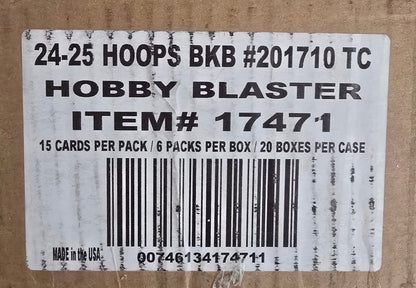 24-25 HOOPS BKB #201710 TC
HOBBY BLASTER
ITEM# 17471
15 CARDS PER PACK / 6 PACKS PER BOX / 20 BOXES PER CASE
MADE in the USA
00746134174711